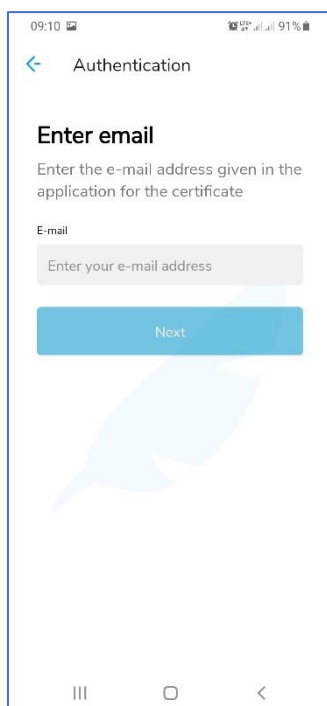 09:10 91%
Authentication
Enter email
Enter the e-mail address given in the
application for the certificate
E-mail
Enter your e-mail address
Next